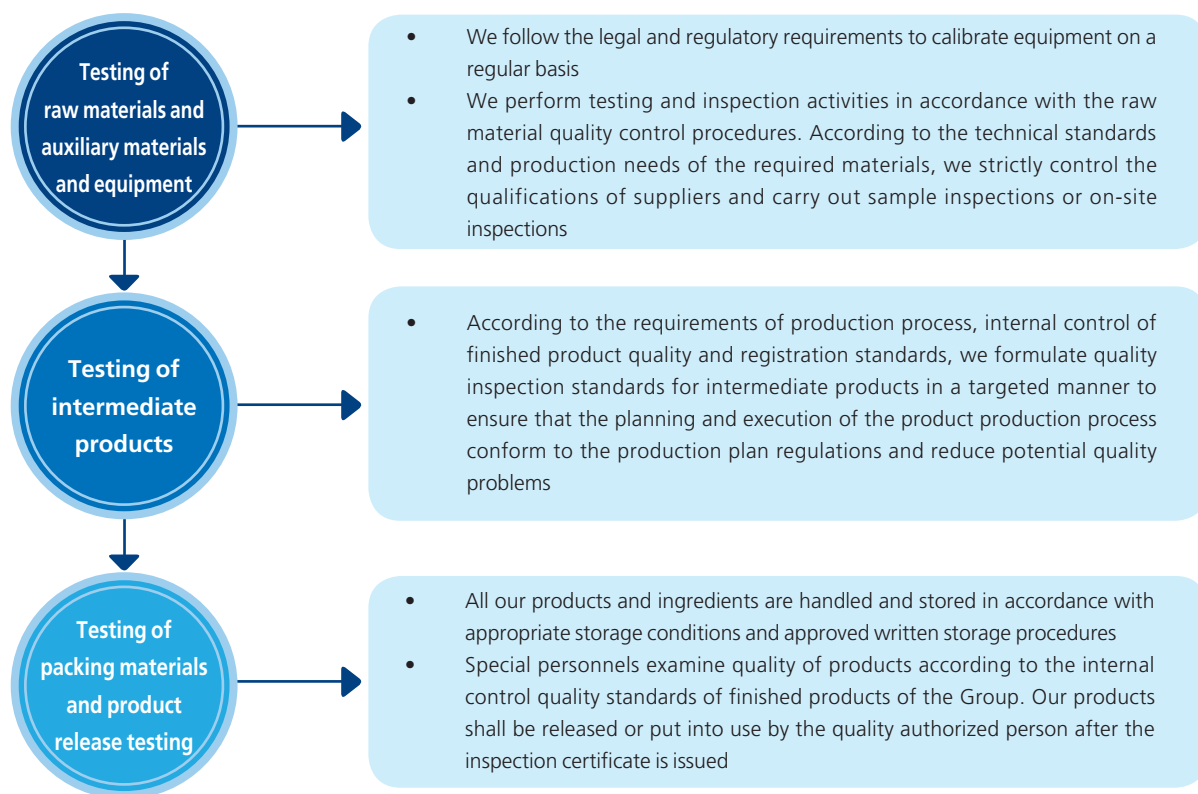 Testing of
raw materials and
auxiliary materials
and equipment
• We follow the legal and regulatory requirements to calibrate equipment on a
regular basis
• We perform testing and inspection activities in accordance with the raw
material quality control procedures. According to the technical standards
and production needs of the required materials, we strictly control the
qualifications of suppliers and carry out sample inspections or on-site
inspections
Testing of
intermediate
products
• According to the requirements of production process, internal control of
finished product quality and registration standards, we formulate quality
inspection standards for intermediate products in a targeted manner to
ensure that the planning and execution of the product production process
conform to the production plan regulations and reduce potential quality
problems
Testing of
packing materials
and product
release testing
• All our products and ingredients are handled and stored in accordance with
appropriate storage conditions and approved written storage procedures
• Special personnels examine quality of products according to the internal
control quality standards of finished products of the Group. Our products
shall be released or put into use by the quality authorized person after the
inspection certificate is issued